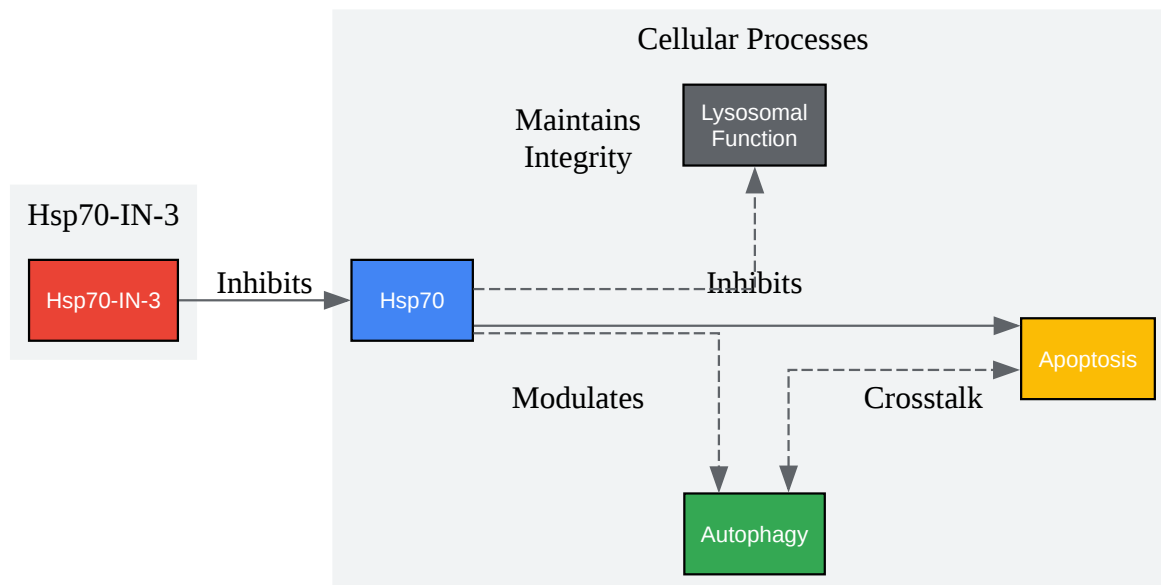 Cellular Processes
Lysosomal
Function
Maintains
Integrity
Hsp70-IN-3
Hsp70-IN-3
Inhibits
Hsp70
Inhibits
Apoptosis
Modulates
Crosstalk
Autophagy